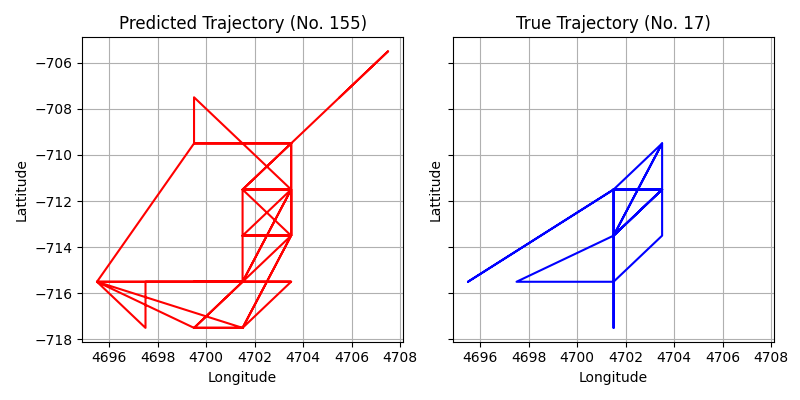 Predicted Trajectory (No. 155)
True Trajectory (No. 17)
−706
−708
−710
−712
−714
−716
−718
Lattitude
Lattitude
4696 4698 4700 4702 4704 4706 4708
4696 4698 4700 4702 4704 4706 4708
Longitude
Longitude